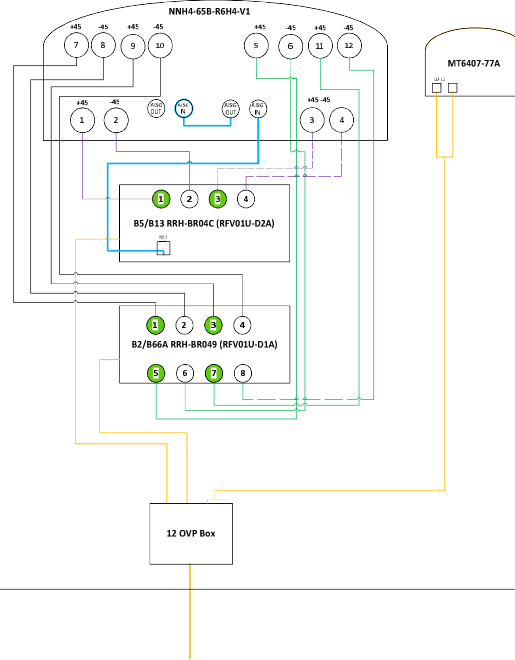 NNH4-65B-R6H4-V1
+45 -45 +45 -45 +45 -45 +45 -45
7 8 9 10 5 6 11 12
MT6407-77A
+45 -45 AISG OUT AISG IN AISG OUT AISG IN +45 -45
1 2 3 4
1 2 3 4
B5/B13 RRH-BR04C (RFV01U-D2A)
1 2 3 4
B2/B66A RRH-BR049 (RFV01U-D1A)
5 6 7 8
12 OVP Box